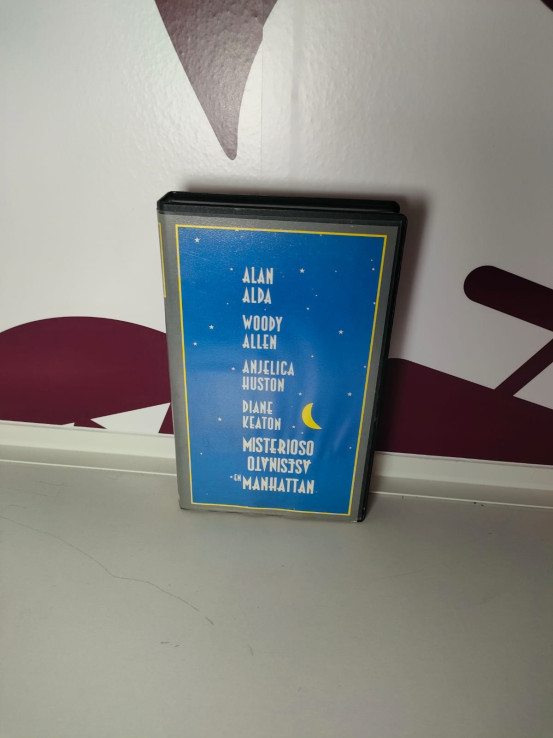 ALAN
ALDA
WOODY
ALLEN
ANJELICA
HUSTON
DIANE
KEATON
MISTERIOSO
ASESINATO
EN MANHATTAN